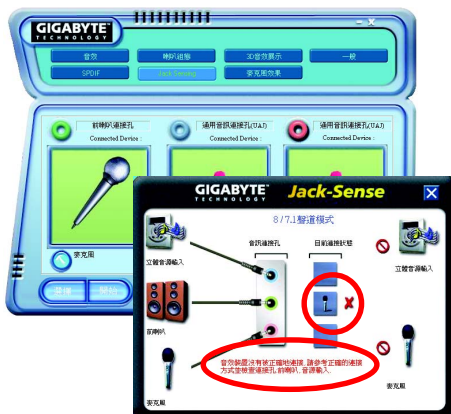 GIGABYTE™
TECHNOLOGY
音效
喇叭組態
3D音效展示
一般
SPDIF
Jack Sensing
麥克風效果
前喇叭連接孔
Connected Device :
通用音訊連接孔(UAJ)
Connected Device :
通用音訊連接孔(UAJ)
Connected Device :
麥克風
GIGABYTE™
TECHNOLOGY
Jack-Sense
8 / 7.1聲道模式
音訊連接孔
目前連接狀態
立體音源輸入
立體音源輸入
前喇叭
音效裝置沒有被正確地連接, 請參考正確的連接
方式並檢查連接孔 前喇叭, 音源輸入.
麥克風
麥克風